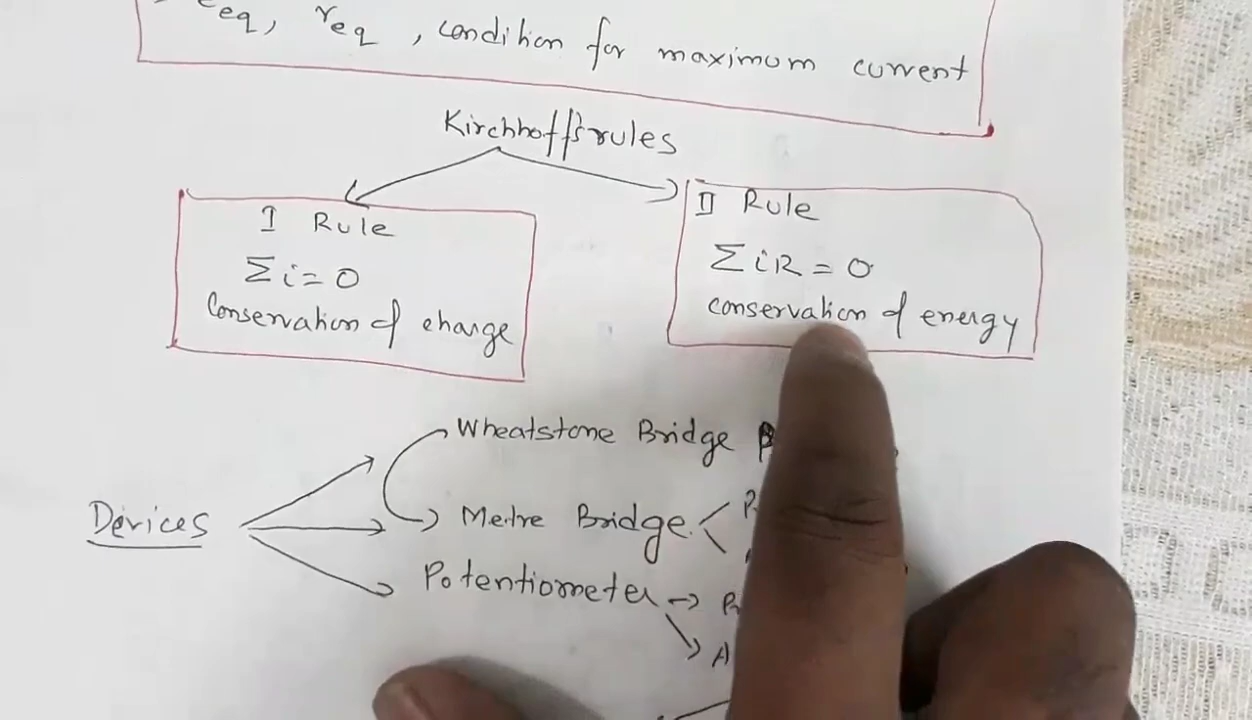 req, condition for maximum current
Kirchhoff's rules
I Rule
Σi=0
Conservation of charge
II Rule
ΣiR=0
conservation of energy
Devices
Wheatstone Bridge
Metre Bridge
Potentiometer